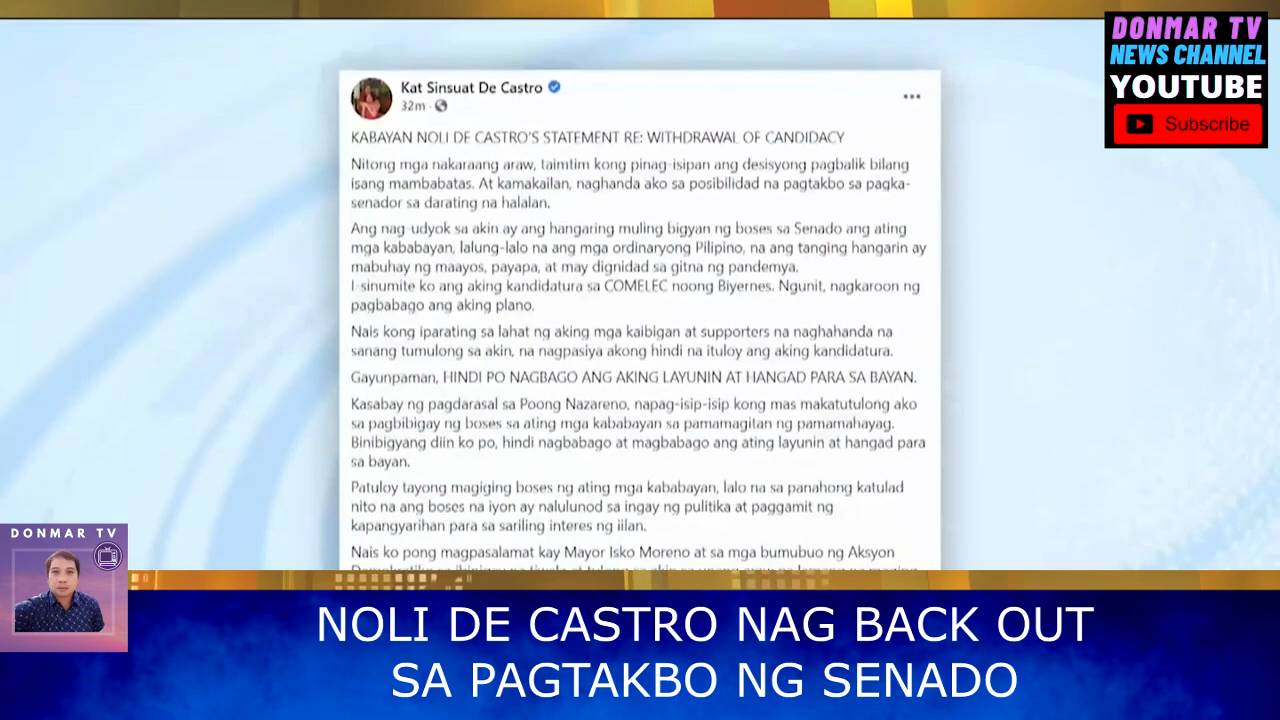 DONMAR TV
NEWS CHANNEL
YOUTUBE
Subscribe
Kat Sinsuat De Castro
32m ·
KABAYAN NOLI DE CASTRO'S STATEMENT RE: WITHDRAWAL OF CANDIDACY
Nitong mga nakaraang araw, taimtim kong pinag-isipan ang desisyong pagbalik bilang
isang mambabatas. At kamakailan, naghanda ako sa posibilidad na pagtakbo sa pagka-
senador sa darating na halalan.
Ang nag-udyok sa akin ay ang hangaring muling bigyan ng boses sa Senado ang ating
mga kababayan, lalung-lalo na ang mga ordinaryong Pilipino, na ang tanging hangarin ay
mabuhay ng maayos, payapa, at may dignidad sa gitna ng pandemya.
I-sinumite ko ang aking kandidatura sa COMELEC noong Biyernes. Ngunit, nagkaroon ng
pagbabago ang aking plano.
Nais kong iparating sa lahat ng aking mga kaibigan at supporters na naghahanda na
sanang tumulong sa akin, na nagpasiya akong hindi na ituloy ang aking kandidatura.
Gayunpaman, HINDI PO NAGBAGO ANG AKING LAYUNIN AT HANGAD PARA SA BAYAN.
Kasabay ng pagdarasal sa Poong Nazareno, napag-isip-isip kong mas makatutulong ako
sa pagbibigay ng boses sa ating mga kababayan sa pamamagitan ng pamamahayag.
Binibigyang diin ko po, hindi nagbabago at magbabago ang ating layunin at hangad para
sa bayan.
Patuloy tayong magiging boses ng ating mga kababayan, lalo na sa panahong katulad
nito na ang boses na iyon ay nalulunod sa ingay ng pulitika at paggamit ng
kapangyarihan para sa sariling interes ng iilan.
Nais ko pong magpasalamat kay Mayor Isko Moreno at sa mga bumubuo ng Aksyon
DONMAR TV
NOLI DE CASTRO NAG BACK OUT
SA PAGTAKBO NG SENADO